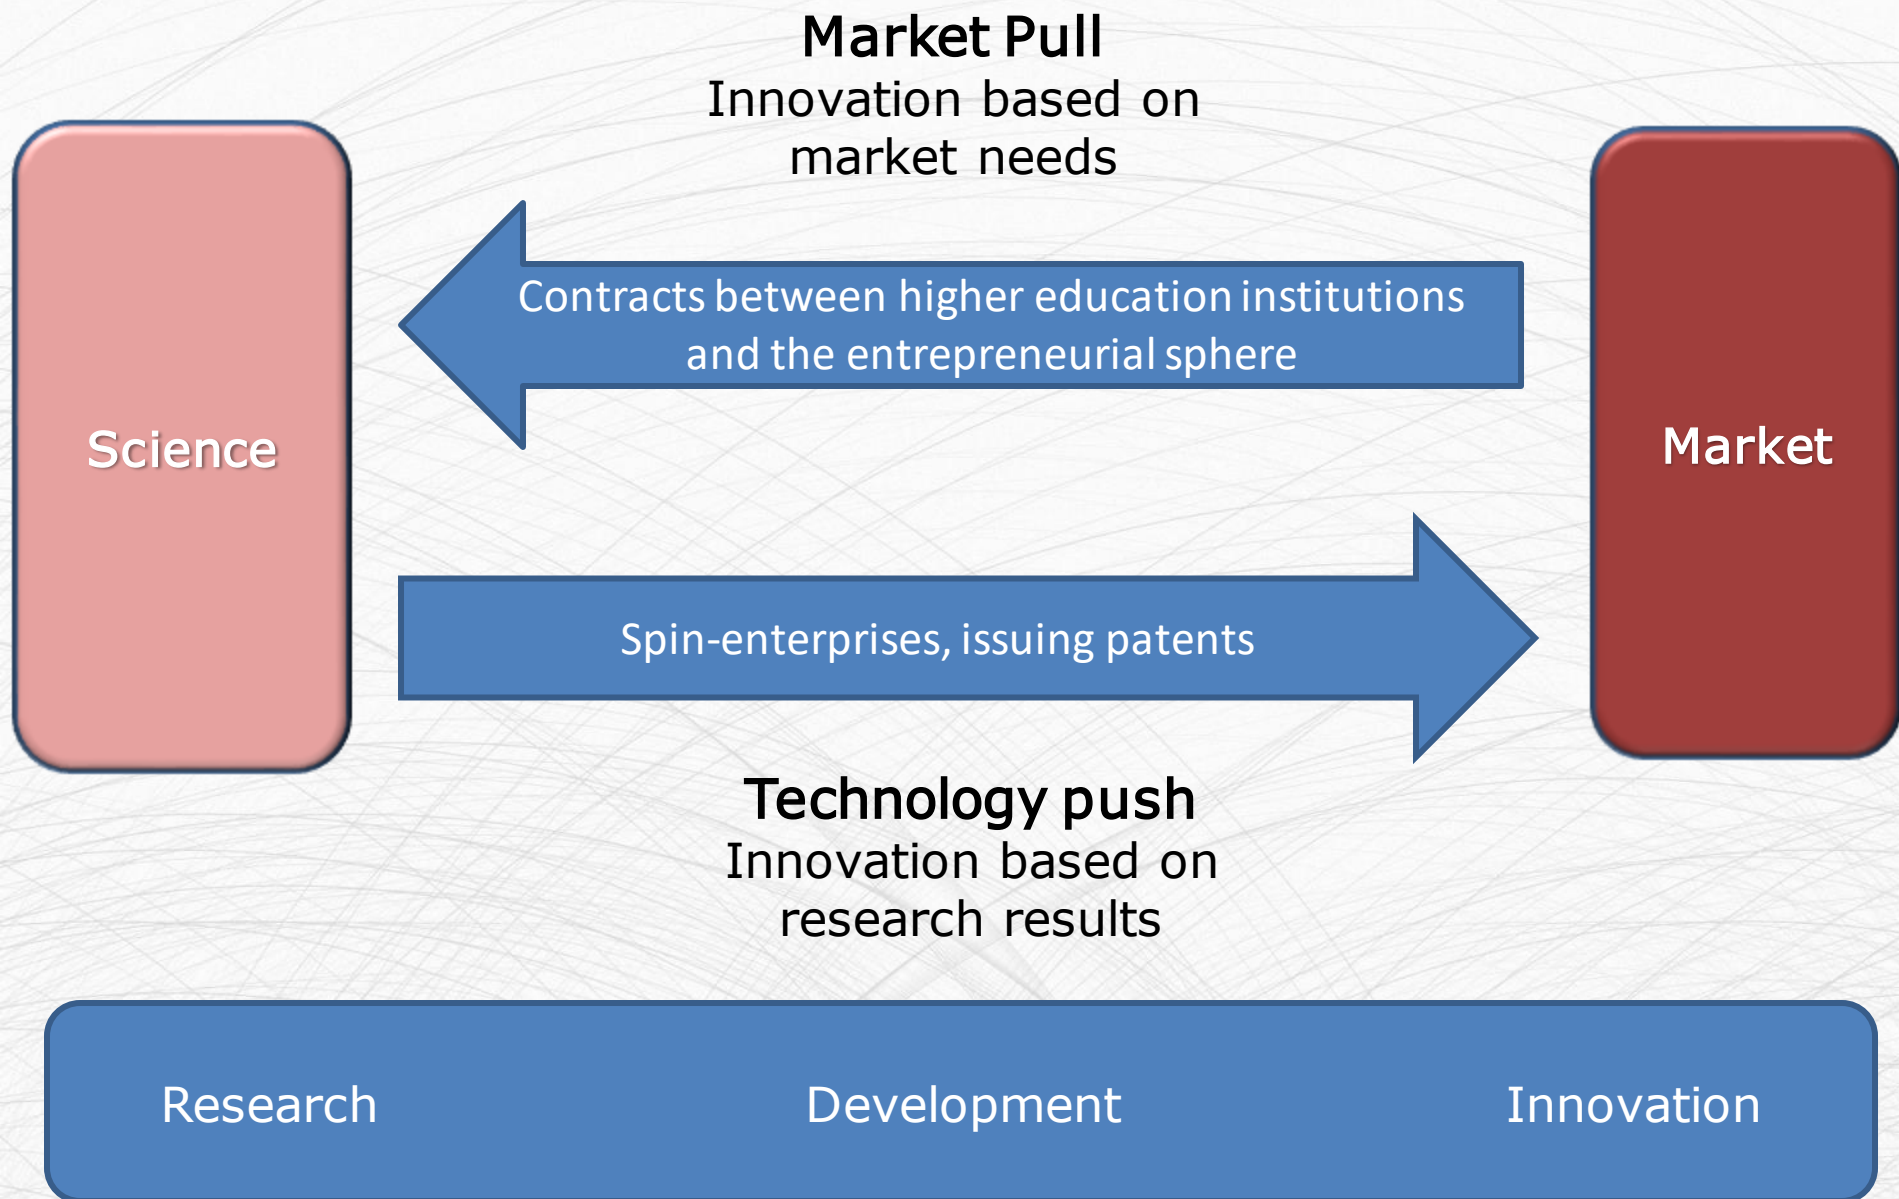 Market Pull
Innovation based on
market needs
Contracts between higher education institutions
and the entrepreneurial sphere
Science
Market
Spin-enterprises, issuing patents
Technology push
Innovation based on
research results
Research
Development
Innovation